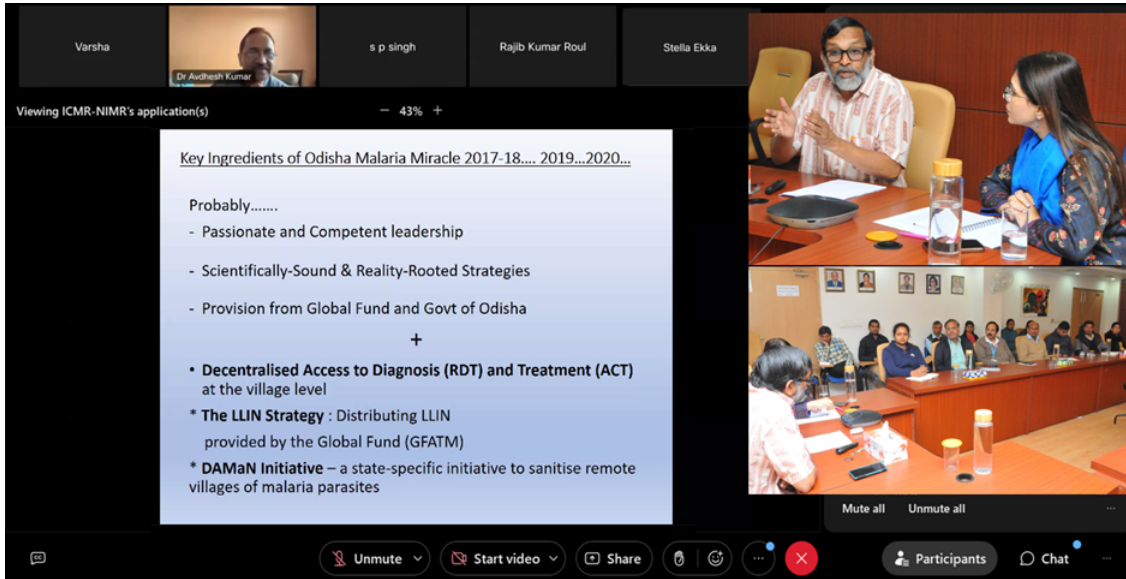 Varsha
Dr Avdhesh Kumar
s p singh
Rajib Kumar Roul
Stella Ekka
Viewing ICMR-NIMR's application(s)
− 43% +
Key Ingredients of Odisha Malaria Miracle 2017-18.... 2019...2020...
Probably.......
- Passionate and Competent leadership
- Scientifically-Sound & Reality-Rooted Strategies
- Provision from Global Fund and Govt of Odisha
+
• Decentralised Access to Diagnosis (RDT) and Treatment (ACT)
at the village level
* The LLIN Strategy : Distributing LLIN
provided by the Global Fund (GFATM)
* DAMaN Initiative – a state-specific initiative to sanitise remote
villages of malaria parasites
Mute all
Unmute all
CC
Unmute
Start video
Share
Participants
Chat